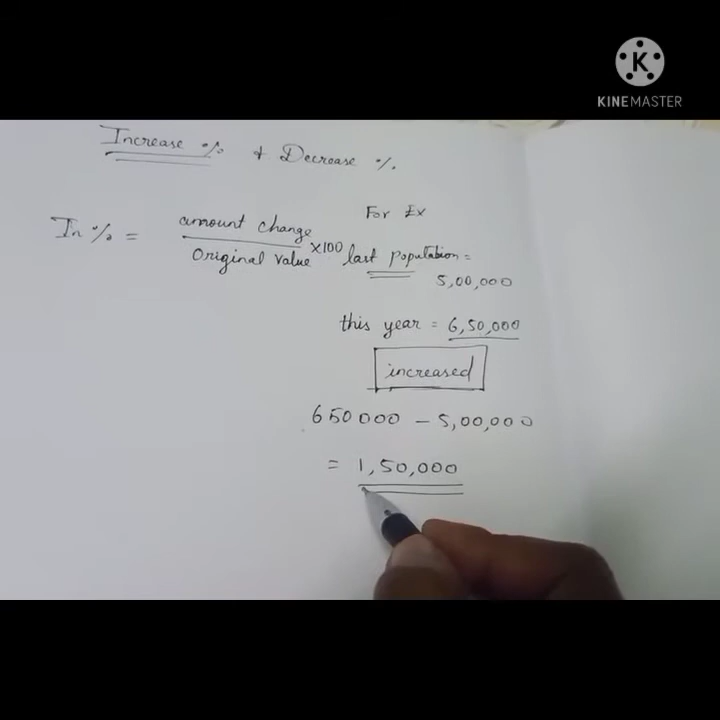 KINEMASTER
Increase % + Decrease %.
In % = amount change / Original value ×100
For Ex
last population =
5,00,000
this year = 6,50,000
increased
650000 - 5,00,000
= 1,50,000